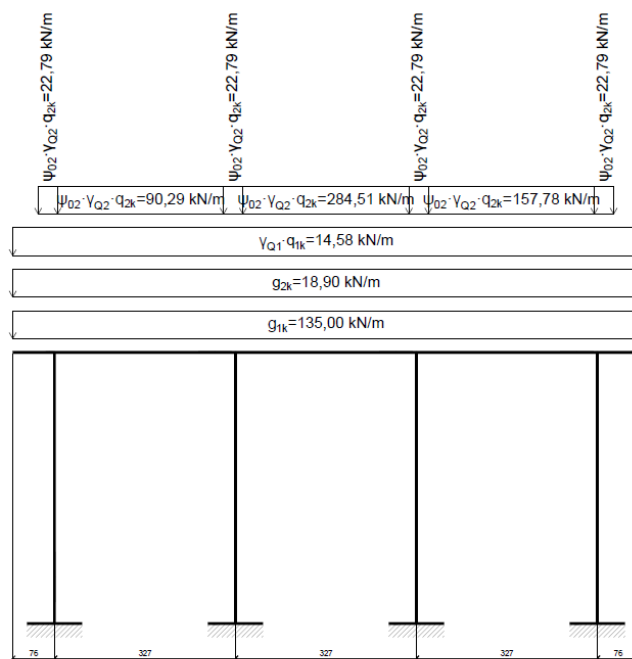 ψ₀₂·γQ₂·q₂ₖ=22,79 kN/m
ψ₀₂·γQ₂·q₂ₖ=22,79 kN/m
ψ₀₂·γQ₂·q₂ₖ=22,79 kN/m
ψ₀₂·γQ₂·q₂ₖ=22,79 kN/m
ψ₀₂·γQ₂·q₂ₖ=90,29 kN/m
ψ₀₂·γQ₂·q₂ₖ=284,51 kN/m
ψ₀₂·γQ₂·q₂ₖ=157,78 kN/m
γQ₁·q₁ₖ=14,58 kN/m
g₂ₖ=18,90 kN/m
g₁ₖ=135,00 kN/m
76 327 327 327 76